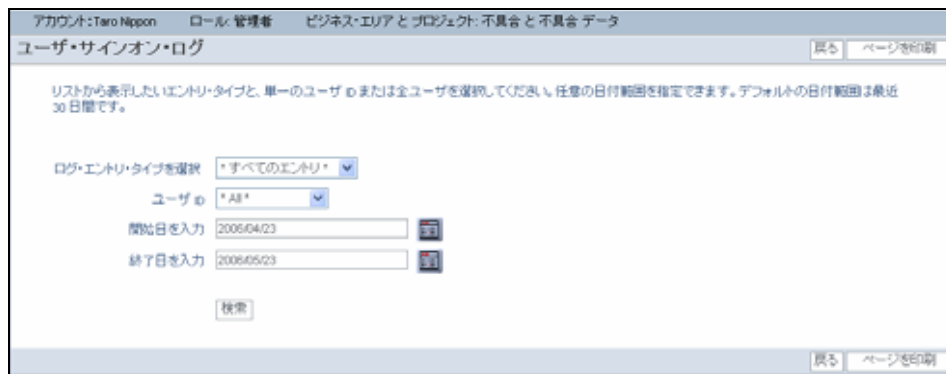 アカウント:Taro Nippon ロール: 管理者 ビジネス・エリア と プロジェクト: 不具合 と 不具合 データ
ユーザ・サインオン・ログ 戻る ページを印刷
リストから表示したいエントリ・タイプと、単一のユーザ ID または全ユーザを選択してください。任意の日付範囲を指定できます。デフォルトの日付範囲は最近
30 日間です。
ログ・エントリ・タイプを選択 * すべてのエントリ *
ユーザ ID * All *
開始日を入力 2006/04/23
終了日を入力 2006/05/23
検索
戻る ページを印刷